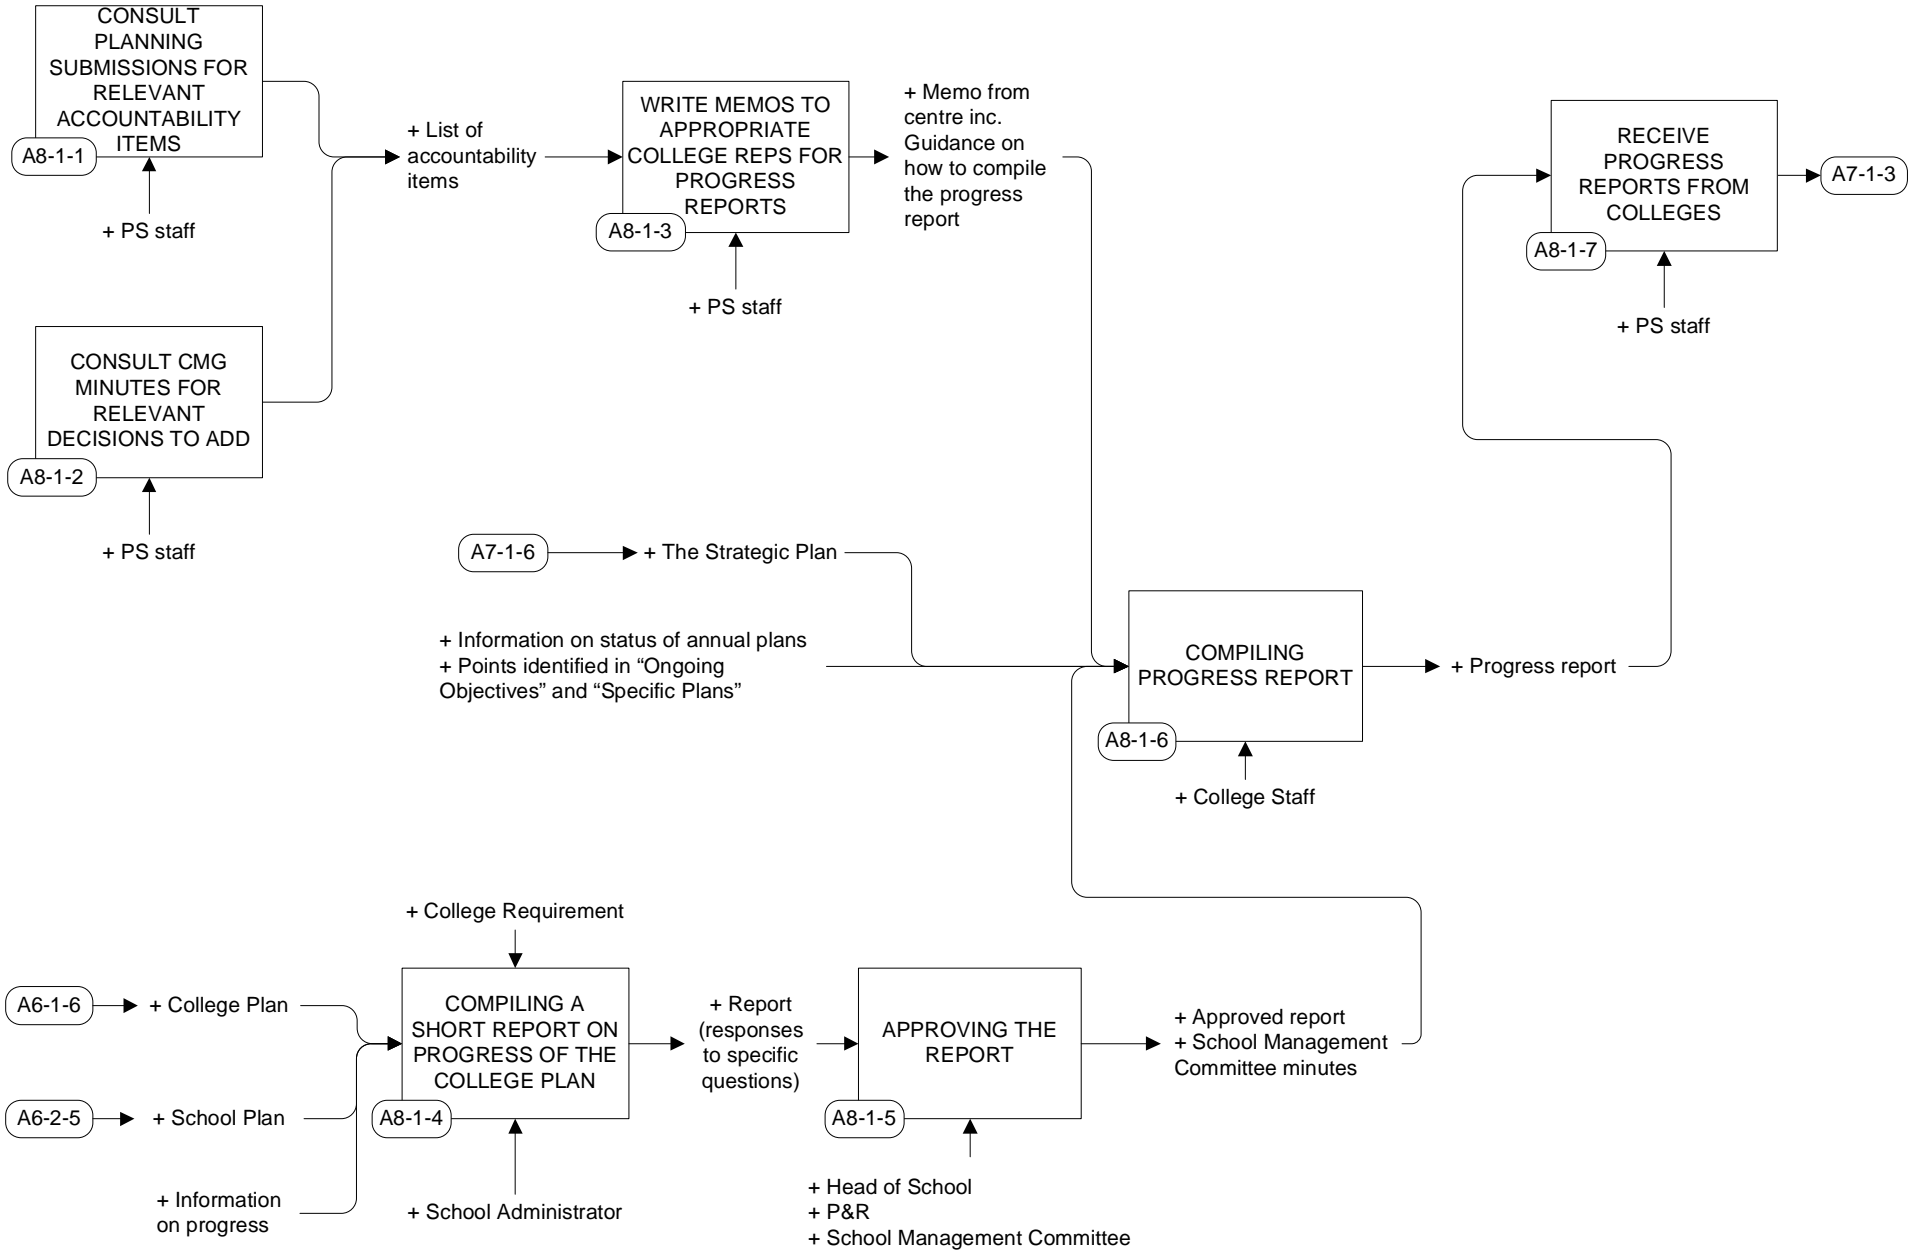 CONSULT
PLANNING
SUBMISSIONS FOR
RELEVANT
ACCOUNTABILITY
ITEMS
A8-1-1
+ PS staff
+ List of
accountability
items
WRITE MEMOS TO
APPROPRIATE
COLLEGE REPS FOR
PROGRESS
REPORTS
A8-1-3
+ PS staff
+ Memo from
centre inc.
Guidance on
how to compile
the progress
report
RECEIVE
PROGRESS
REPORTS FROM
COLLEGES
A8-1-7
+ PS staff
A7-1-3
CONSULT CMG
MINUTES FOR
RELEVANT
DECISIONS TO ADD
A8-1-2
+ PS staff
A7-1-6
+ The Strategic Plan
+ Information on status of annual plans
+ Points identified in “Ongoing
Objectives” and “Specific Plans”
COMPILING
PROGRESS REPORT
A8-1-6
+ College Staff
+ Progress report
+ College Requirement
A6-1-6
+ College Plan
A6-2-5
+ School Plan
+ Information
on progress
COMPILING A
SHORT REPORT ON
PROGRESS OF THE
COLLEGE PLAN
A8-1-4
+ School Administrator
+ Report
(responses
to specific
questions)
APPROVING THE
REPORT
A8-1-5
+ Head of School
+ P&R
+ School Management Committee
+ Approved report
+ School Management
Committee minutes